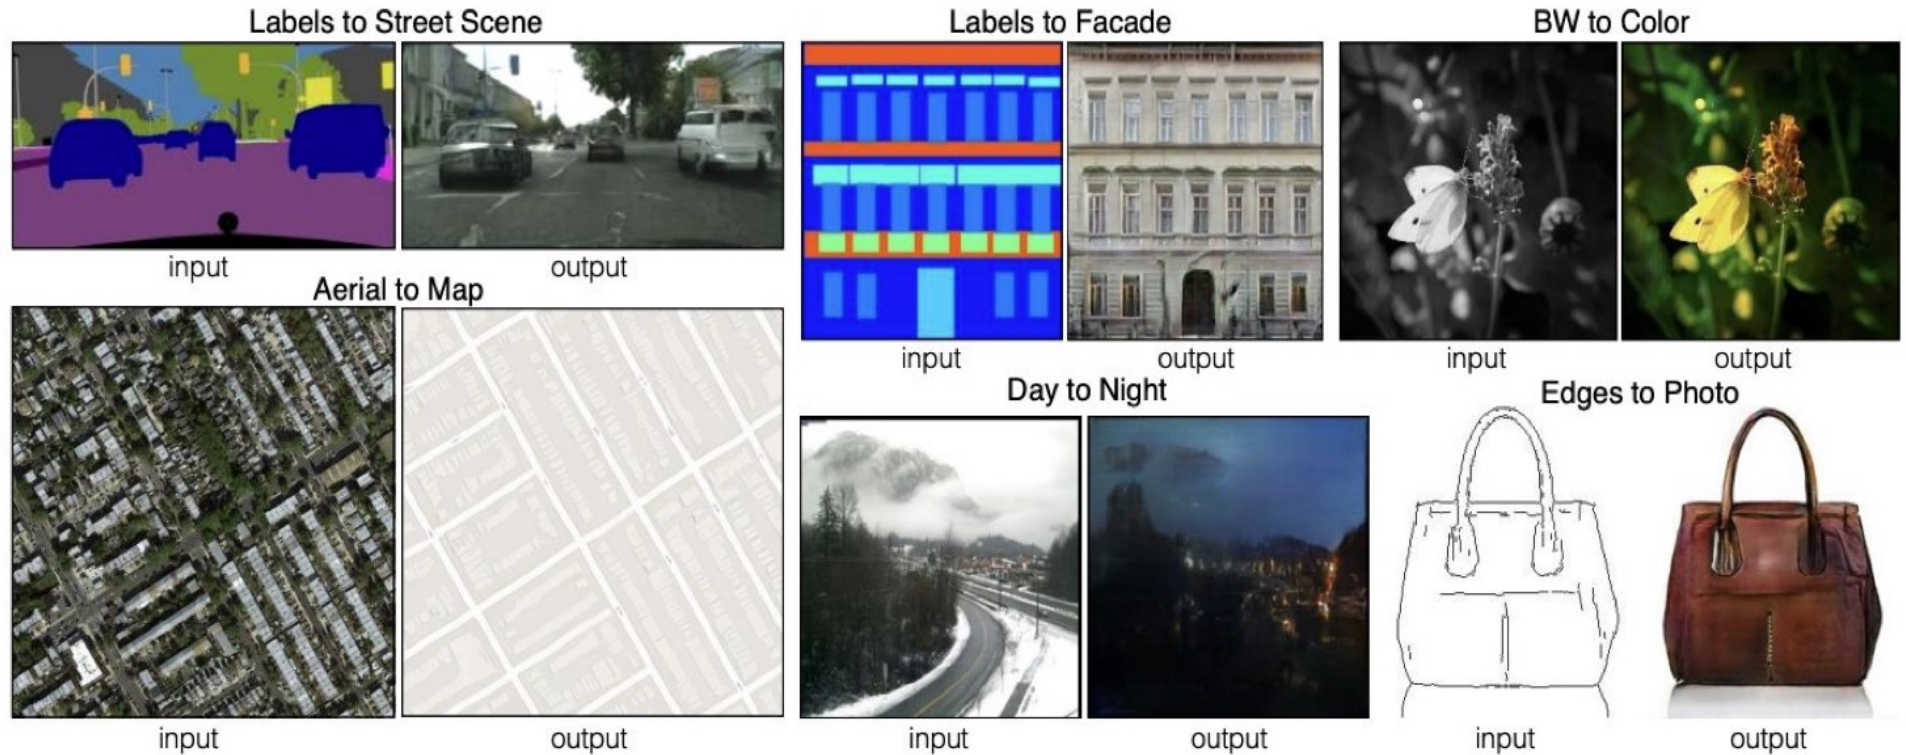 Labels to Street Scene
input
output
Aerial to Map
input
output
Labels to Facade
input
output
BW to Color
input
output
Day to Night
input
output
Edges to Photo
input
output